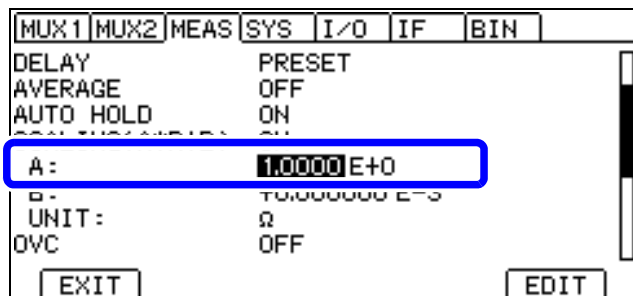 MUX1 MUX2 MEAS SYS I/O IF BIN
DELAY PRESET
AVERAGE OFF
AUTO HOLD ON
A: 1.0000 E+0
UNIT: Ω
OVC OFF
EXIT EDIT